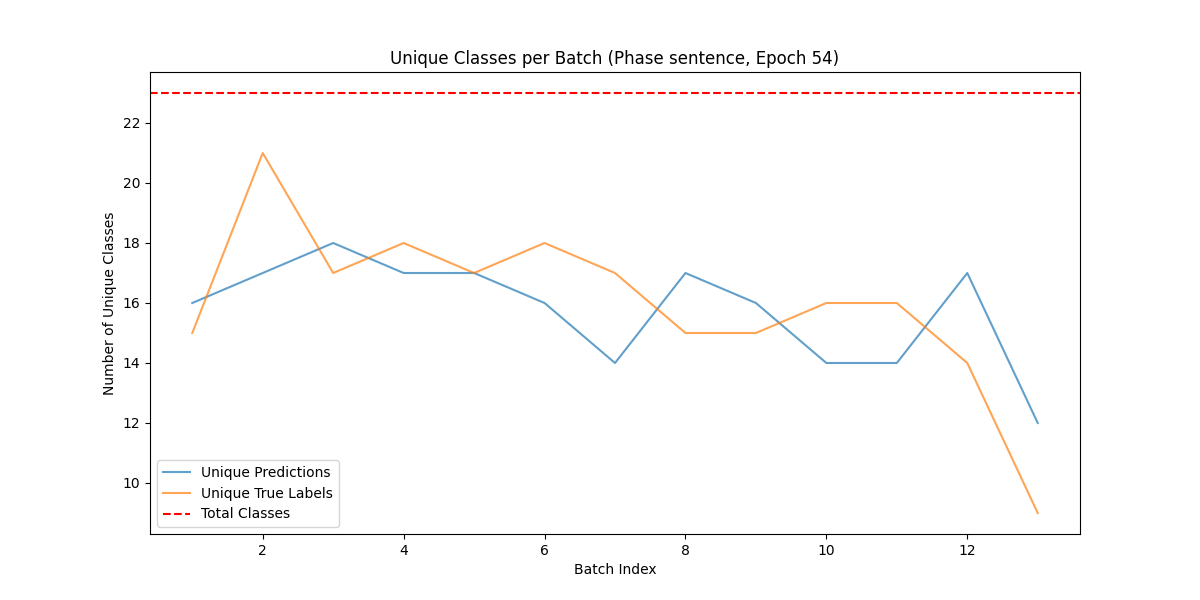 Unique Classes per Batch (Phase sentence, Epoch 54)
Number of Unique Classes
22
20
18
16
14
12
10
Unique Predictions
Unique True Labels
Total Classes
2
4
6
8
10
12
Batch Index